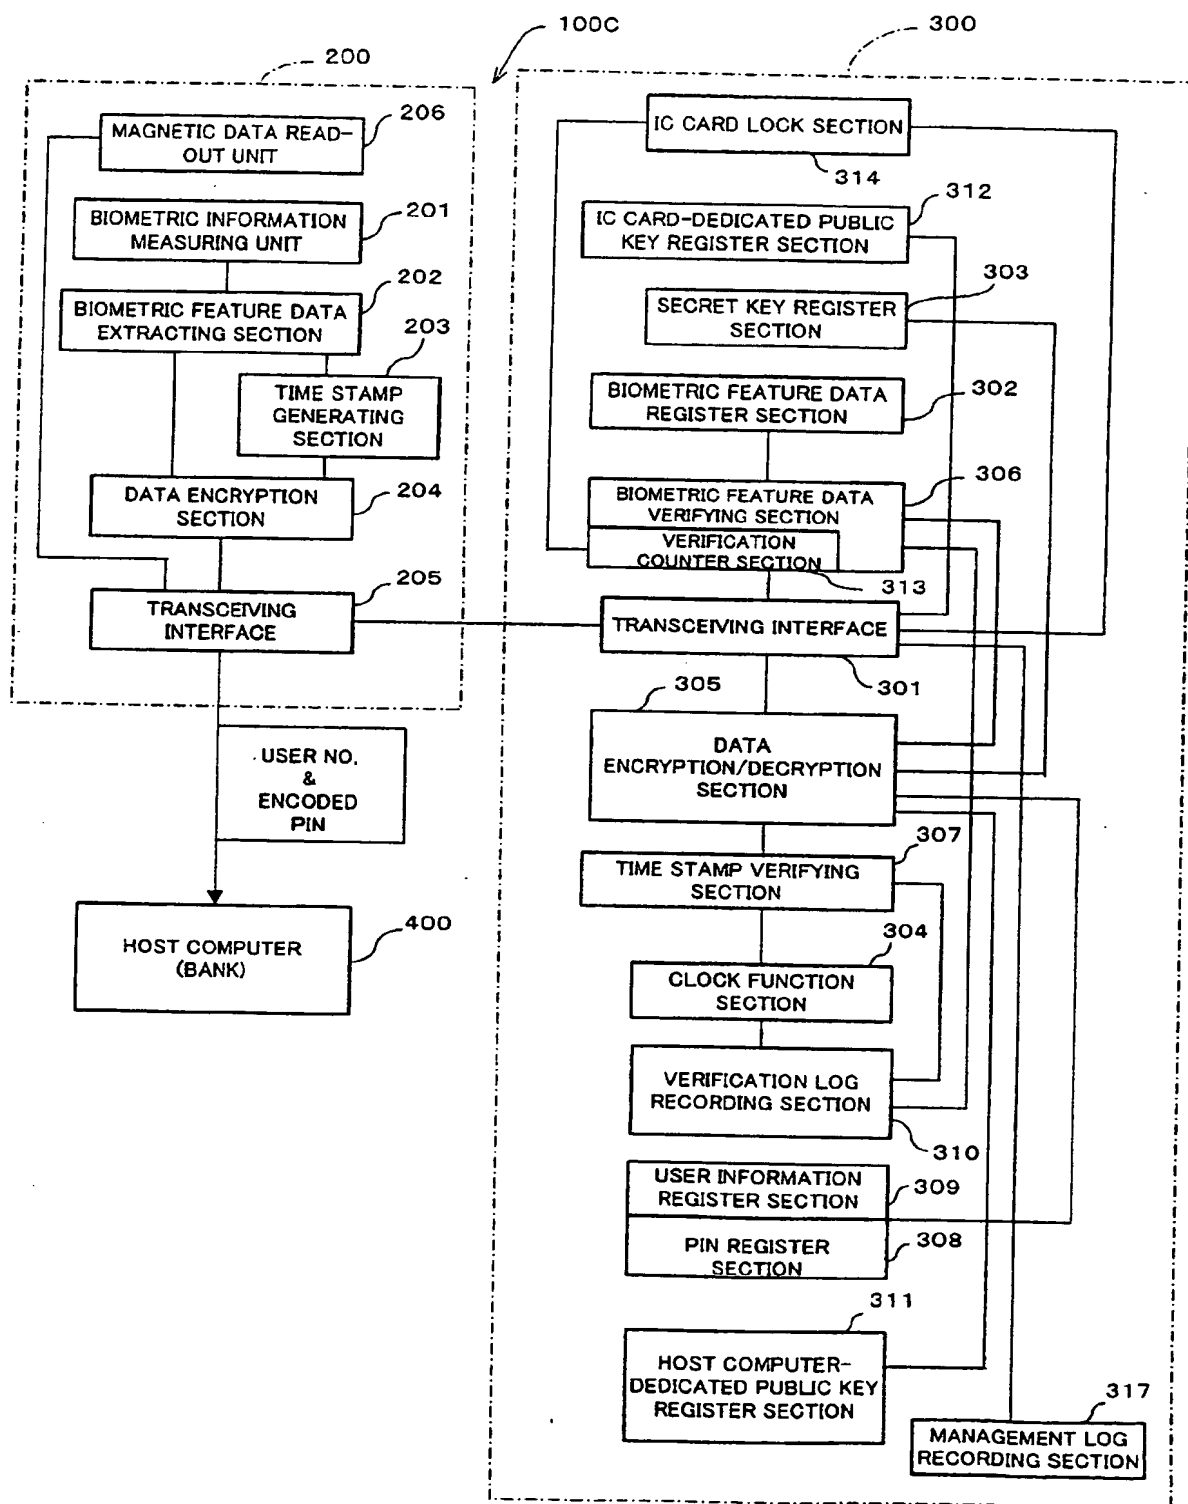 100C
200
300
MAGNETIC DATA READ-
OUT UNIT
206
BIOMETRIC INFORMATION
MEASURING UNIT
201
BIOMETRIC FEATURE DATA
EXTRACTING SECTION
202
203
TIME STAMP
GENERATING
SECTION
DATA ENCRYPTION
SECTION
204
TRANSCEIVING
INTERFACE
205
USER NO.
&
ENCODED
PIN
HOST COMPUTER
(BANK)
400
IC CARD LOCK SECTION
314
IC CARD-DEDICATED PUBLIC
KEY REGISTER SECTION
312
SECRET KEY REGISTER
SECTION
303
BIOMETRIC FEATURE DATA
REGISTER SECTION
302
BIOMETRIC FEATURE DATA
VERIFYING SECTION
306
VERIFICATION
COUNTER SECTION
313
TRANSCEIVING INTERFACE
301
305
DATA
ENCRYPTION/DECRYPTION
SECTION
307
TIME STAMP VERIFYING
SECTION
304
CLOCK FUNCTION
SECTION
VERIFICATION LOG
RECORDING SECTION
310
USER INFORMATION
REGISTER SECTION
309
PIN REGISTER
SECTION
308
311
HOST COMPUTER-
DEDICATED PUBLIC KEY
REGISTER SECTION
317
MANAGEMENT LOG
RECORDING SECTION